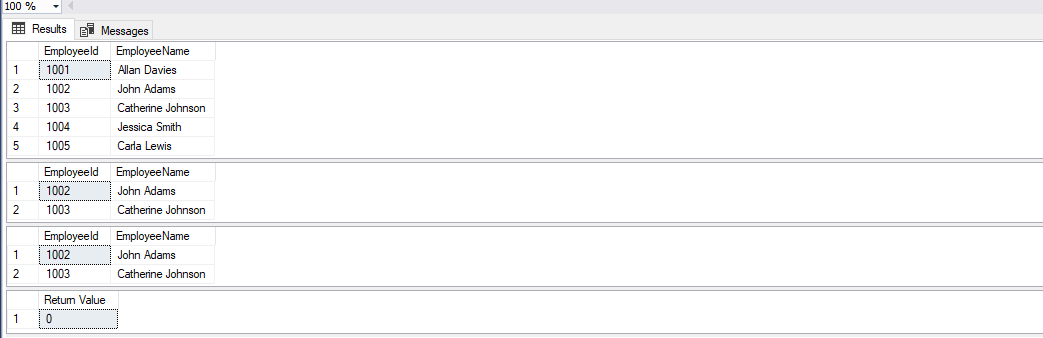 100 %
Results Messages
EmployeeId EmployeeName
1 1001 Allan Davies
2 1002 John Adams
3 1003 Catherine Johnson
4 1004 Jessica Smith
5 1005 Carla Lewis
EmployeeId EmployeeName
1 1002 John Adams
2 1003 Catherine Johnson
EmployeeId EmployeeName
1 1002 John Adams
2 1003 Catherine Johnson
Return Value
1 0